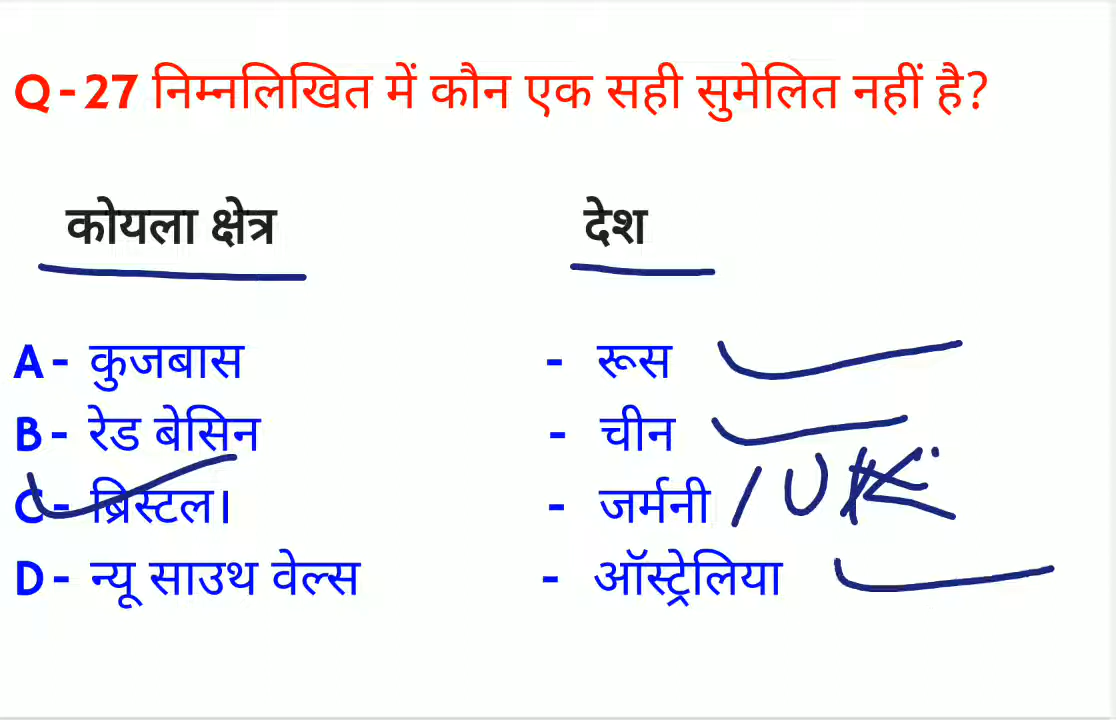 Q-27 निम्नलिखित में कौन एक सही सुमेलित नहीं है?
कोयला क्षेत्र देश
A- कुजबास - रूस
B- रेड बेसिन - चीन
C- ब्रिस्टल। - जर्मनी / UK
D- न्यू साउथ वेल्स - ऑस्ट्रेलिया